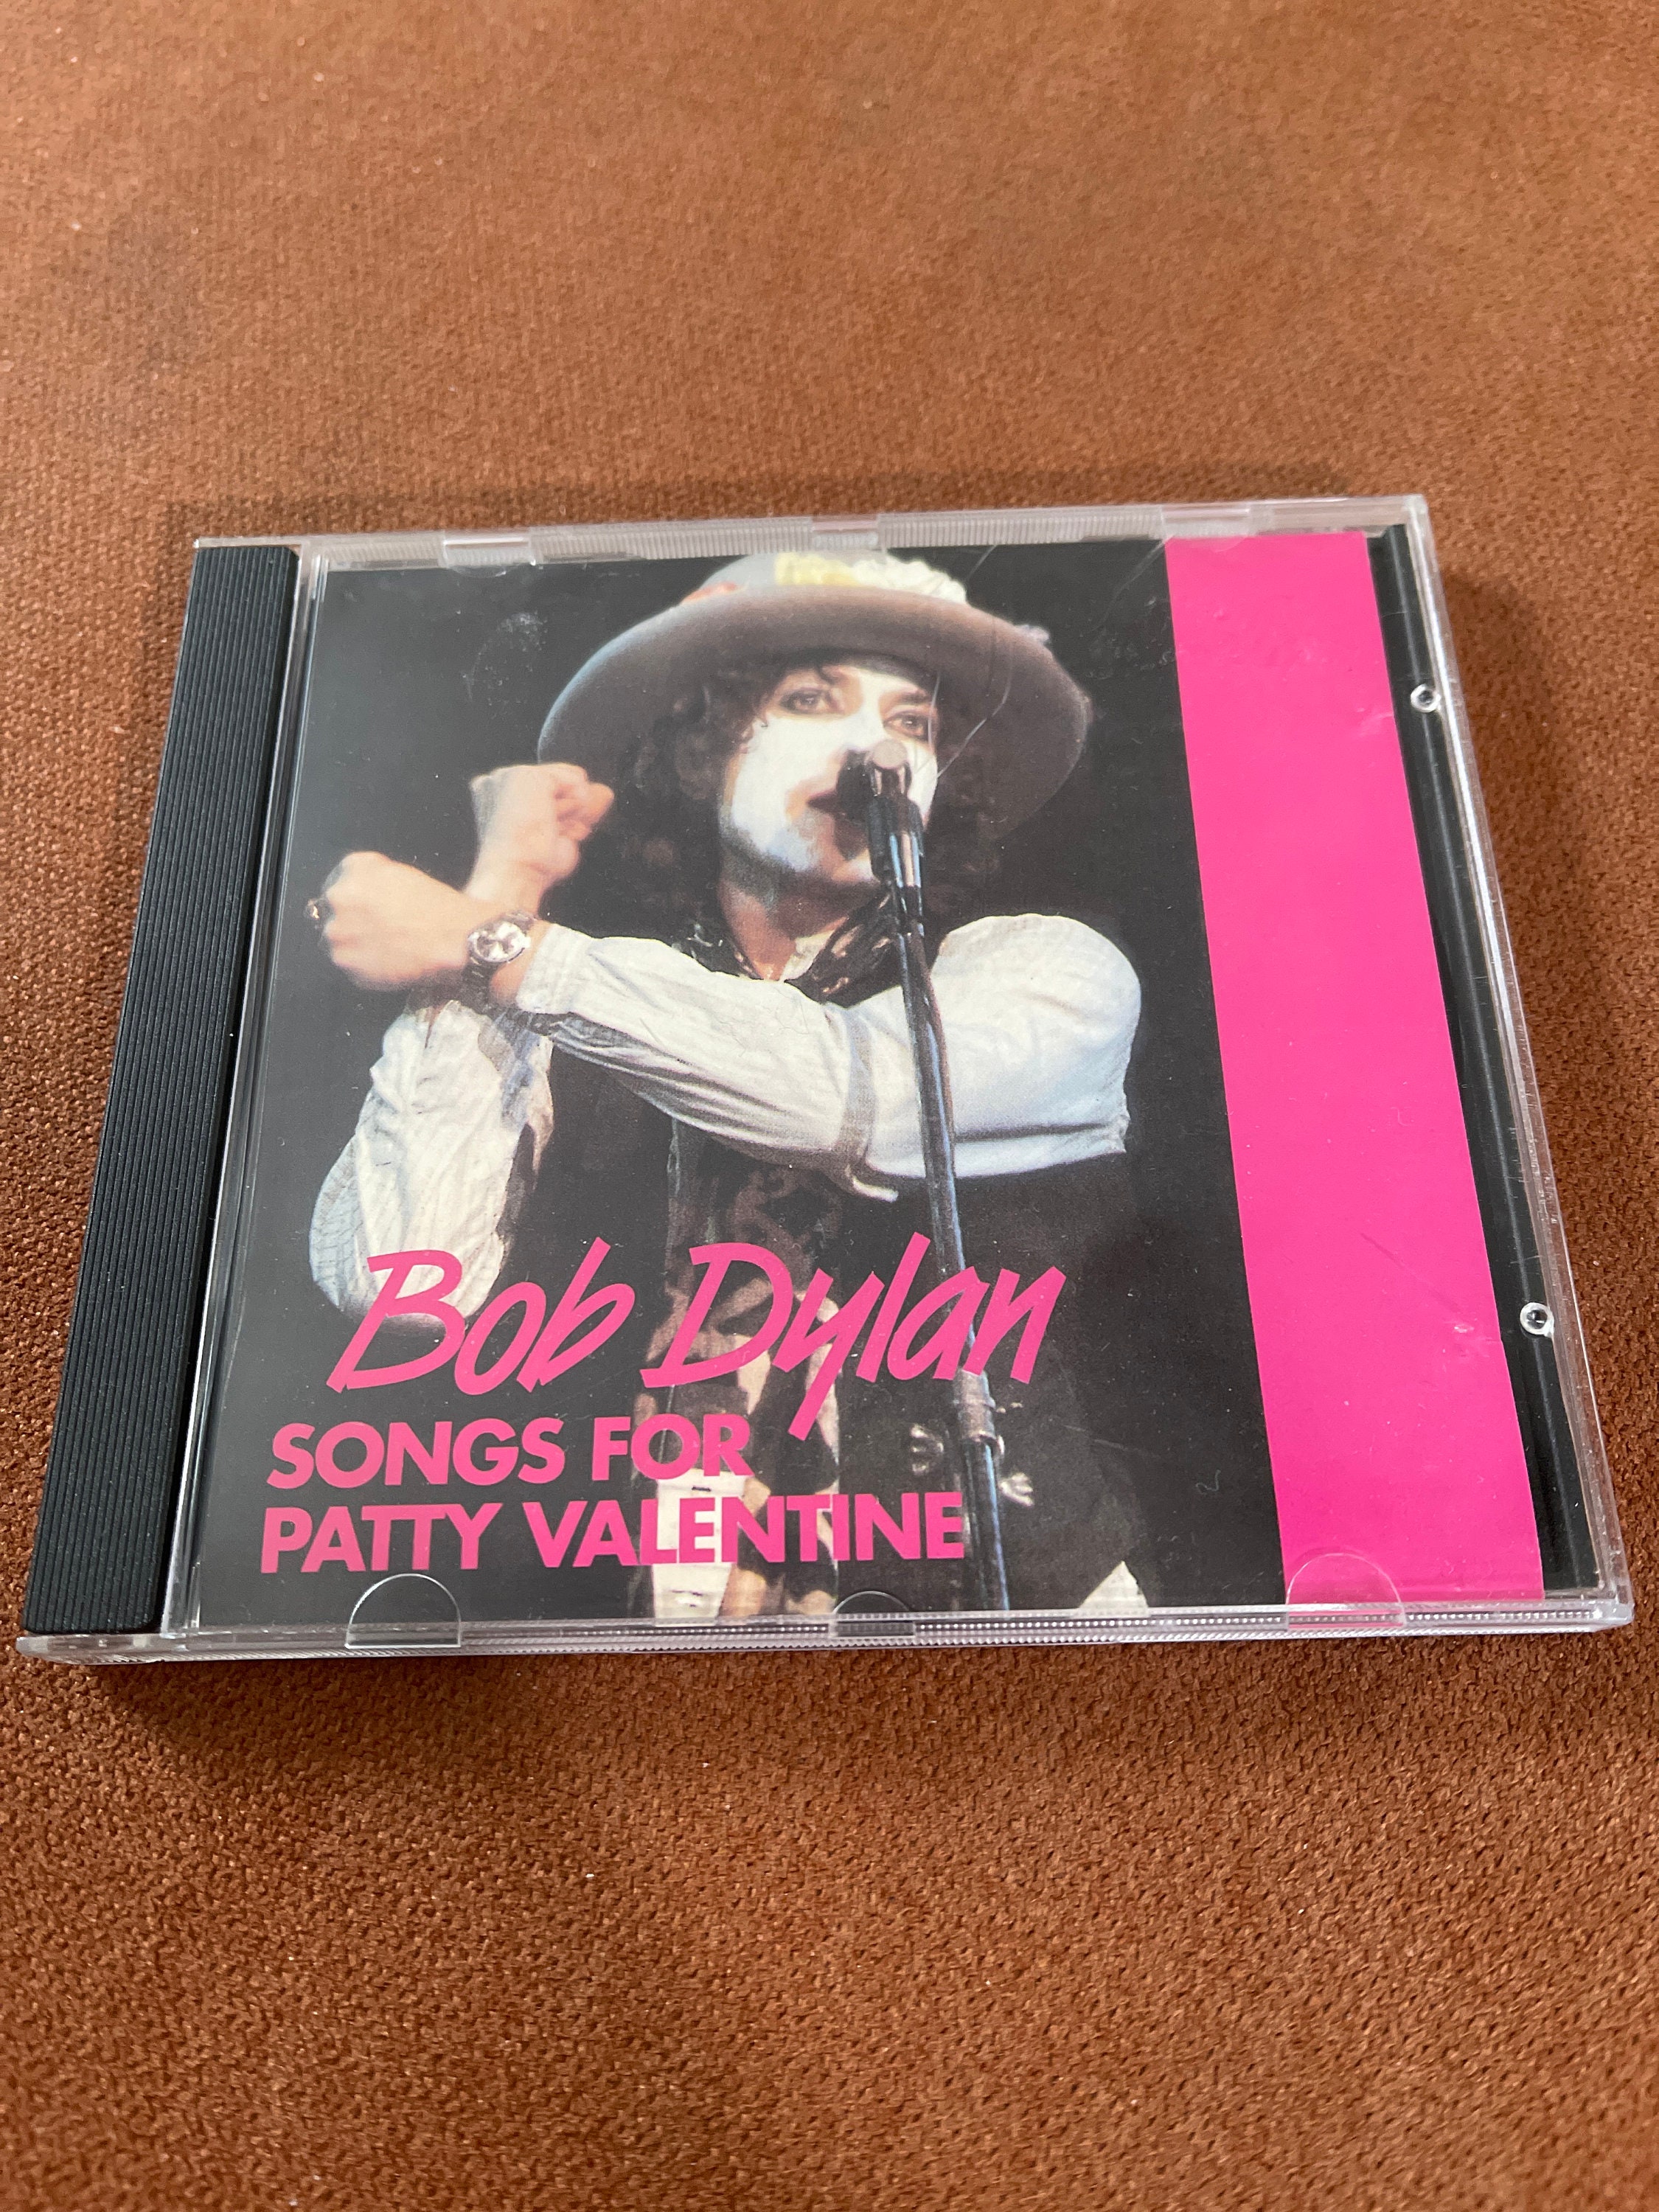 Bob Dylan
SONGS FOR
PATTY VALENTINE